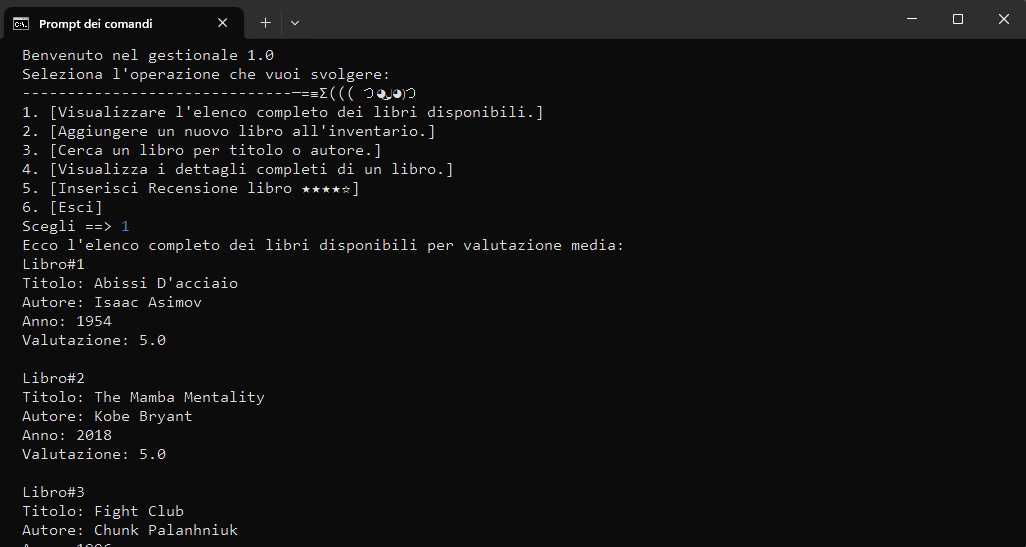 Prompt dei comandi
Benvenuto nel gestionale 1.0
Seleziona l'operazione che vuoi svolgere:
------------------------------─=≡Σ((( つ◕ل͜◕)つ
1. [Visualizzare l'elenco completo dei libri disponibili.]
2. [Aggiungere un nuovo libro all'inventario.]
3. [Cerca un libro per titolo o autore.]
4. [Visualizza i dettagli completi di un libro.]
5. [Inserisci Recensione libro ★★★★☆]
6. [Esci]
Scegli ==> 1
Ecco l'elenco completo dei libri disponibili per valutazione media:
Libro#1
Titolo: Abissi D'acciaio
Autore: Isaac Asimov
Anno: 1954
Valutazione: 5.0
Libro#2
Titolo: The Mamba Mentality
Autore: Kobe Bryant
Anno: 2018
Valutazione: 5.0
Libro#3
Titolo: Fight Club
Autore: Chunk Palanhniuk
Anno: 1996